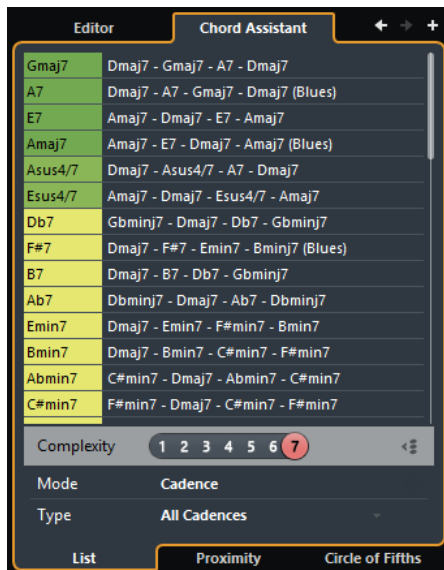 Editor Chord Assistant
Gmaj7 Dmaj7 - Gmaj7 - A7 - Dmaj7
A7 Dmaj7 - A7 - Gmaj7 - Dmaj7 (Blues)
E7 Amaj7 - Dmaj7 - E7 - Amaj7
Amaj7 Amaj7 - E7 - Dmaj7 - Amaj7 (Blues)
Asus4/7 Dmaj7 - Asus4/7 - A7 - Dmaj7
Esus4/7 Amaj7 - Dmaj7 - Esus4/7 - Amaj7
Db7 Gbminj7 - Dmaj7 - Db7 - Gbminj7
F#7 Dmaj7 - F#7 - Emin7 - Bminj7 (Blues)
B7 Dmaj7 - B7 - Db7 - Gbminj7
Ab7 Dbminj7 - Dmaj7 - Ab7 - Dbminj7
Emin7 Dmaj7 - Emin7 - F#min7 - Bmin7
Bmin7 Dmaj7 - Bmin7 - C#min7 - F#min7
Abmin7 C#min7 - Dmaj7 - Abmin7 - C#min7
C#min7 F#min7 - Dmaj7 - C#min7 - F#min7
Complexity 1 2 3 4 5 6 7
Mode Cadence
Type All Cadences
List Proximity Circle of Fifths